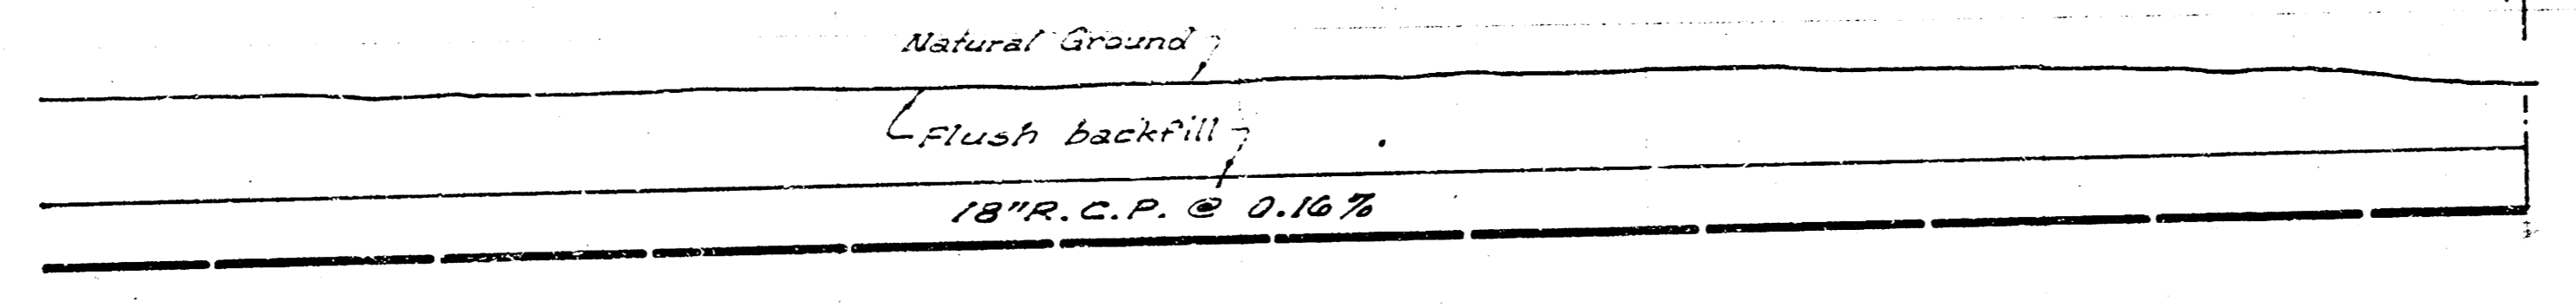 Natural Ground
Flush backfill
18"R.C.P. @ 0.16%